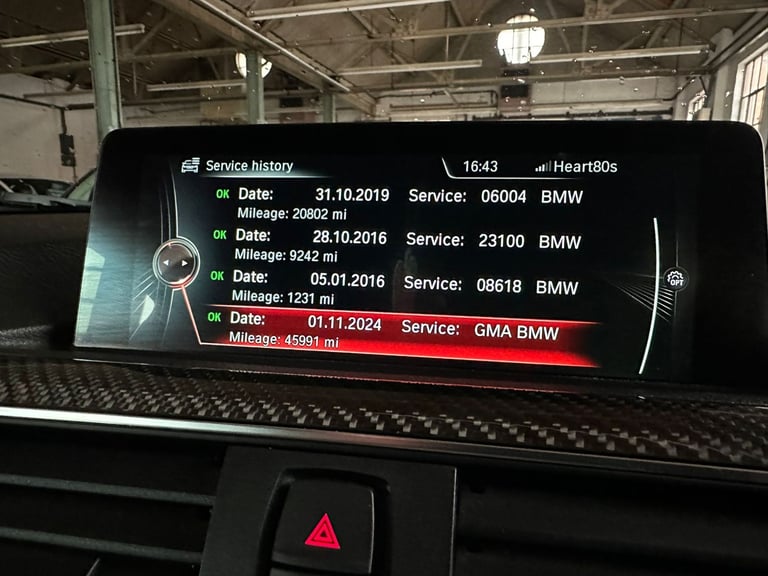 Service history
16:43 Heart80s
OK Date: 31.10.2019 Service: 06004 BMW
Mileage: 20802 mi
OK Date: 28.10.2016 Service: 23100 BMW
Mileage: 9242 mi
OK Date: 05.01.2016 Service: 08618 BMW
Mileage: 1231 mi
OK Date: 01.11.2024 Service: GMA BMW
Mileage: 45991 mi
OPT